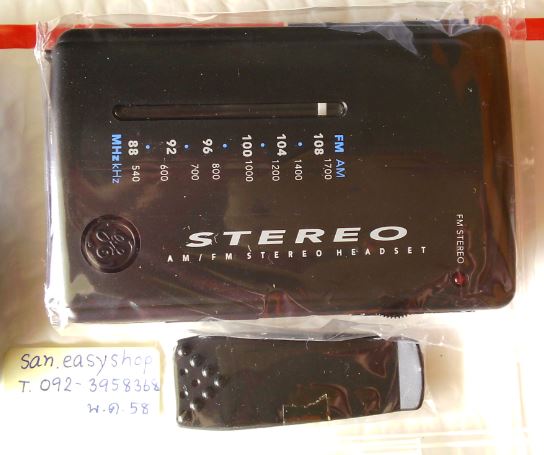 FM AM
108 1700
104 1400
1200
100 1000
96 800
700
92 600
88 540
MHz kHz
STEREO
AM/FM STEREO HEADSET
FM STEREO
san.easyshop
T. 092-3958368
พ.ค. 58